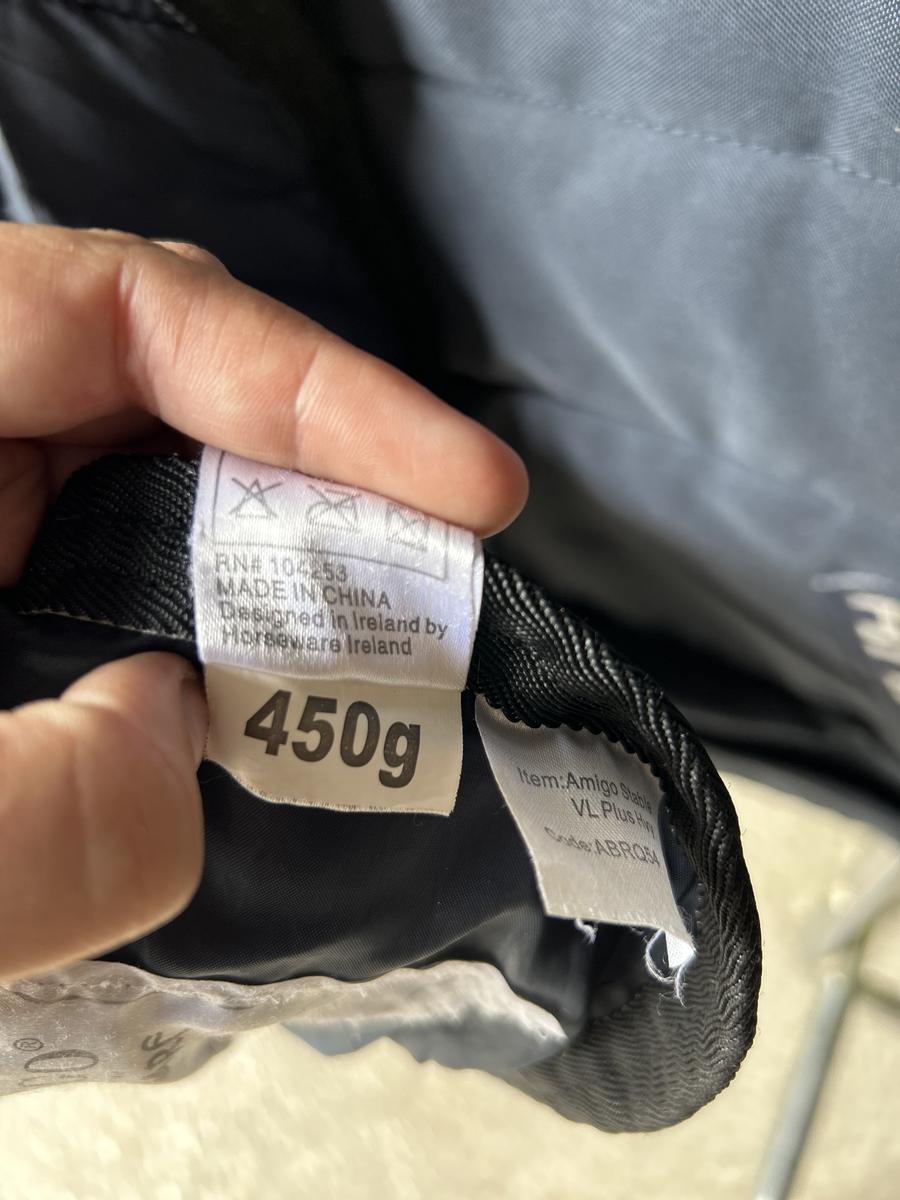 RN# 104253
MADE IN CHINA
Designed in Ireland by
Horseware Ireland
450g
Item:Amigo Stable
VL Plus Hvy
Code:ABRQ54